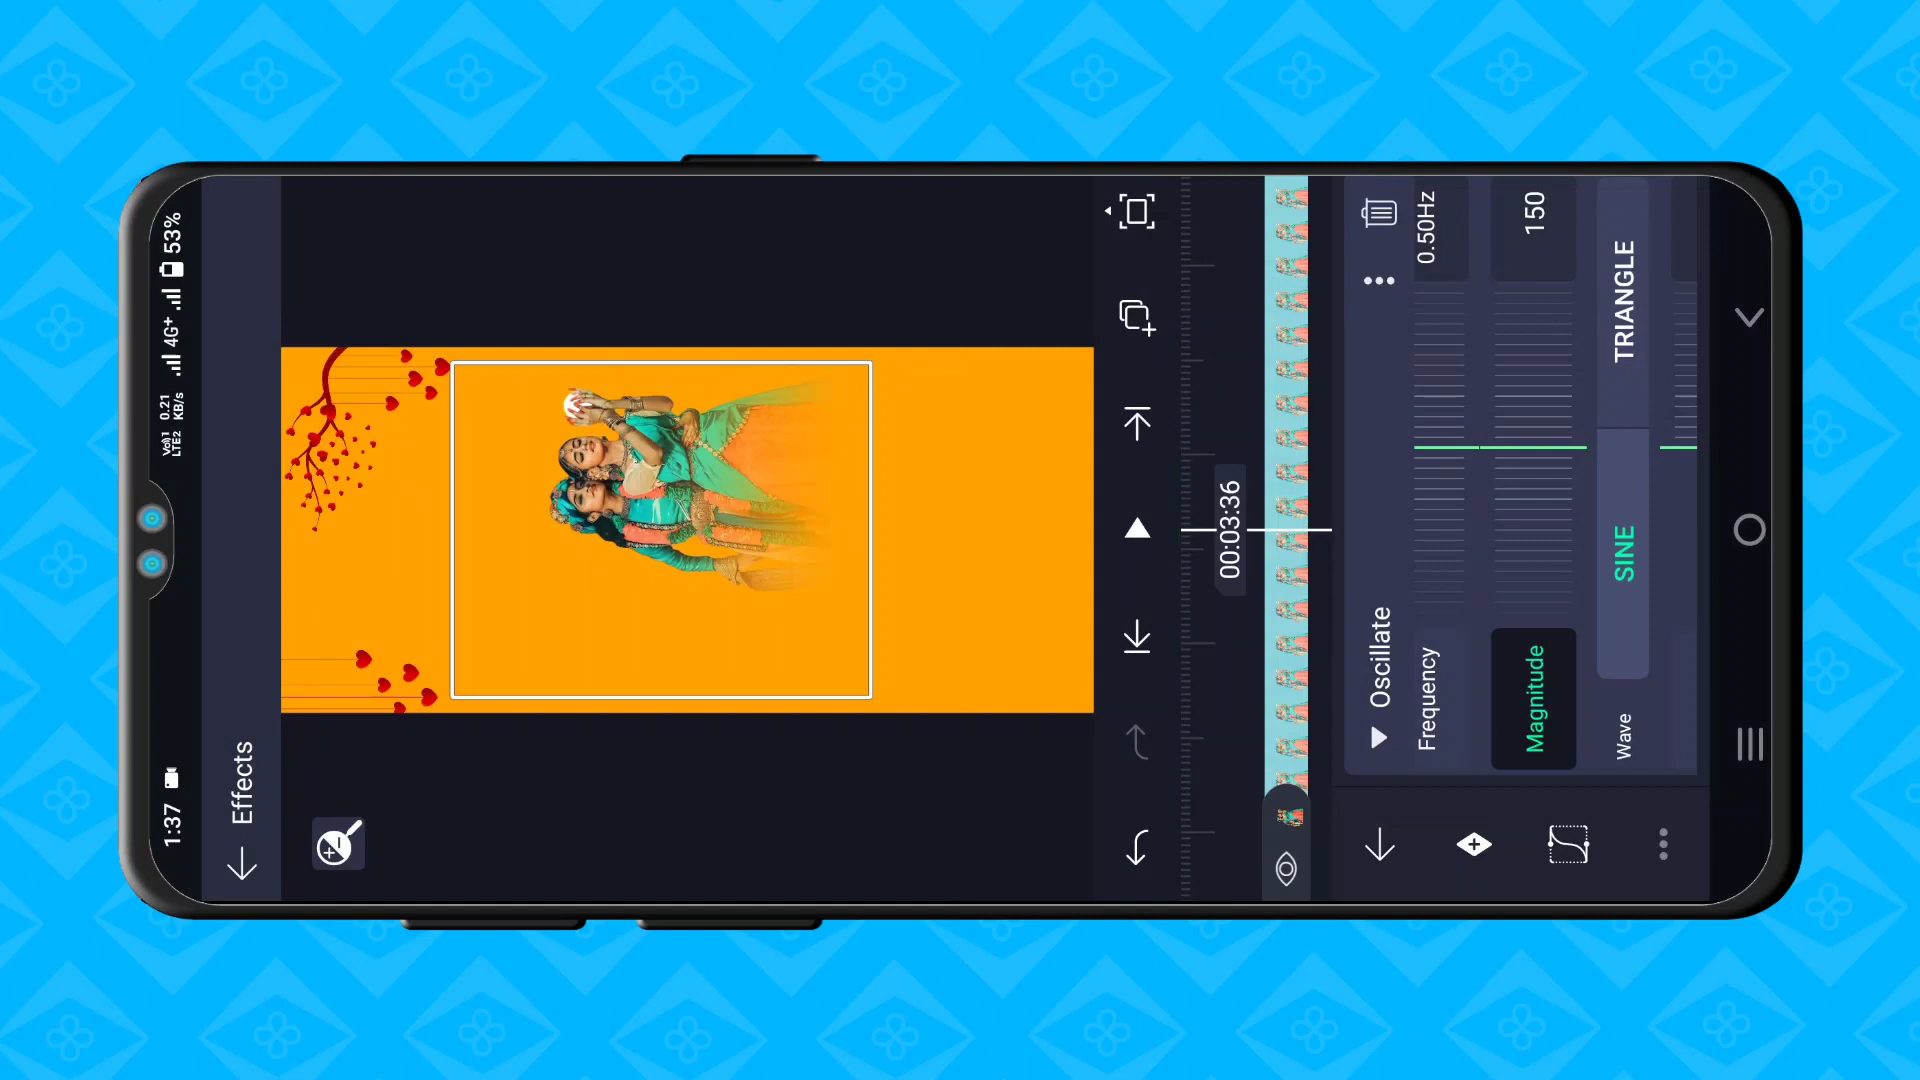 1:37
Vo)) 1
LTE2
0.21
KB/s
4G+
53%
Effects
00:03:36
Oscillate
Frequency
0.50Hz
Magnitude
150
Wave
SINE
TRIANGLE